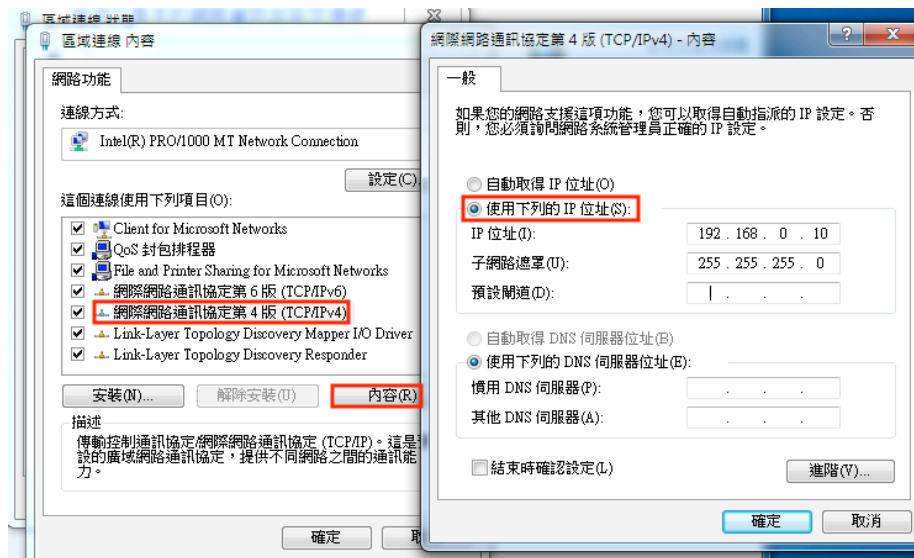 區域連線 狀態
區域連線 內容
網路功能
連線方式:
Intel(R) PRO/1000 MT Network Connection
設定(C)
這個連線使用下列項目(O):
Client for Microsoft Networks
QoS 封包排程器
File and Printer Sharing for Microsoft Networks
網際網路通訊協定第 6 版 (TCP/IPv6)
網際網路通訊協定第 4 版 (TCP/IPv4)
Link-Layer Topology Discovery Mapper I/O Driver
Link-Layer Topology Discovery Responder
安裝(N)...
解除安裝(U)
內容(R)
描述
傳輸控制通訊協定/網際網路通訊協定 (TCP/IP)。這是
設的廣域網路通訊協定,提供不同網路之間的通訊能
力。
確定
網際網路通訊協定第 4 版 (TCP/IPv4) - 內容
一般
如果您的網路支援這項功能,您可以取得自動指派的 IP 設定。否
則,您必須詢問網路系統管理員正確的 IP 設定。
自動取得 IP 位址(O)
使用下列的 IP 位址(S):
IP 位址(I): 192 . 168 . 0 . 10
子網路遮罩(U): 255 . 255 . 255 . 0
預設閘道(D): . . .
自動取得 DNS 伺服器位址(B)
使用下列的 DNS 伺服器位址(E):
慣用 DNS 伺服器(P): . . .
其他 DNS 伺服器(A): . . .
結束時確認設定(L)
進階(V)...
確定
取消